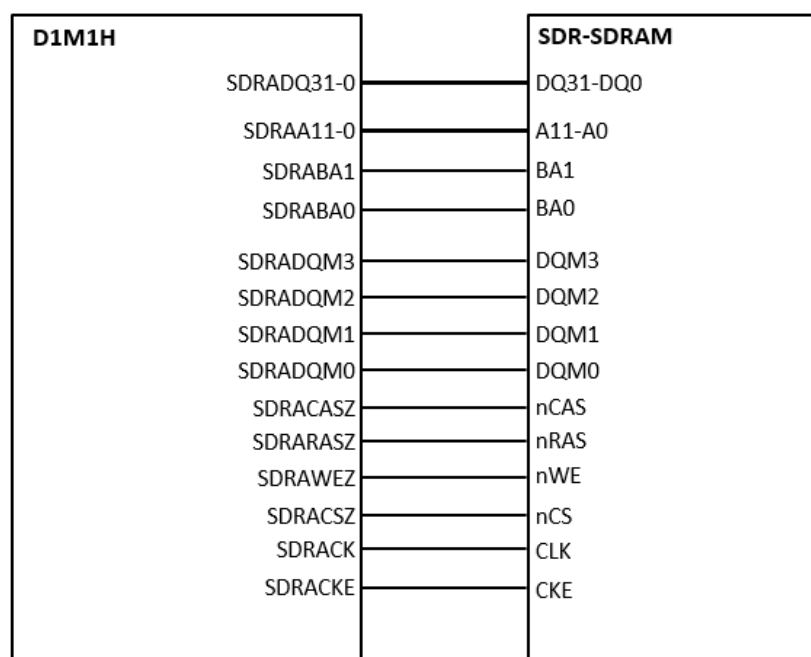 D1M1H SDR-SDRAM
SDRADQ31-0 DQ31-DQ0
SDRAA11-0 A11-A0
SDRABA1 BA1
SDRABA0 BA0
SDRADQM3 DQM3
SDRADQM2 DQM2
SDRADQM1 DQM1
SDRADQM0 DQM0
SDRACASZ nCAS
SDRARASZ nRAS
SDRAWEZ nWE
SDRACSZ nCS
SDRACK CLK
SDRACKE CKE